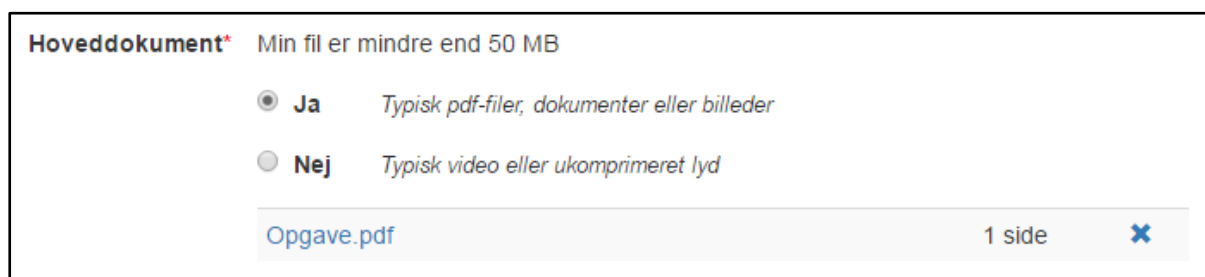 Hoveddokument* Min fil er mindre end 50 MB
Ja Typisk pdf-filer, dokumenter eller billeder
Nej Typisk video eller ukomprimeret lyd
Opgave.pdf 1 side